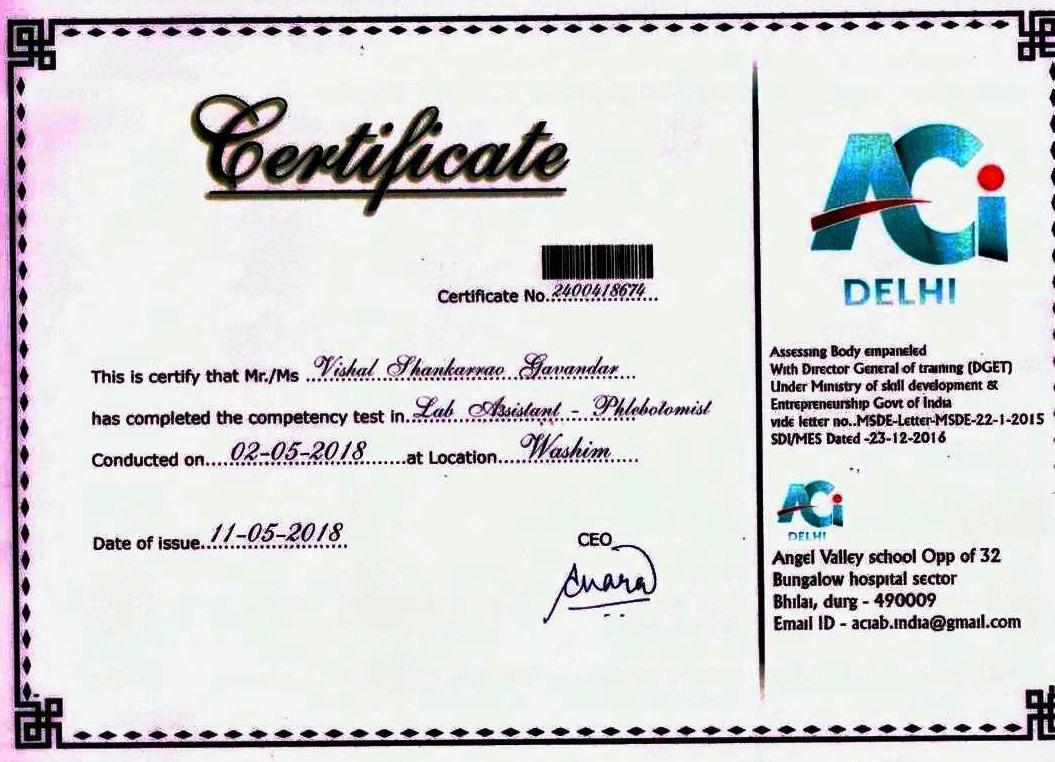 Certificate
Certificate No. 2400418674
This is certify that Mr./Ms Vishal Shankarrao Gavandar
has completed the competency test in Lab Assistant - Phlebotomist
Conducted on 02-05-2018 at Location Washim
Date of issue 11-05-2018
CEO
ACi
DELHI
Assessing Body empaneled
With Director General of training (DGET)
Under Ministry of skill development &
Entrepreneurship Govt of India
vide letter no..MSDE-Letter-MSDE-22-1-2015
SDI/MES Dated -23-12-2016
ACi
DELHI
Angel Valley school Opp of 32
Bungalow hospital sector
Bhilai, durg - 490009
Email ID - aciab.india@gmail.com